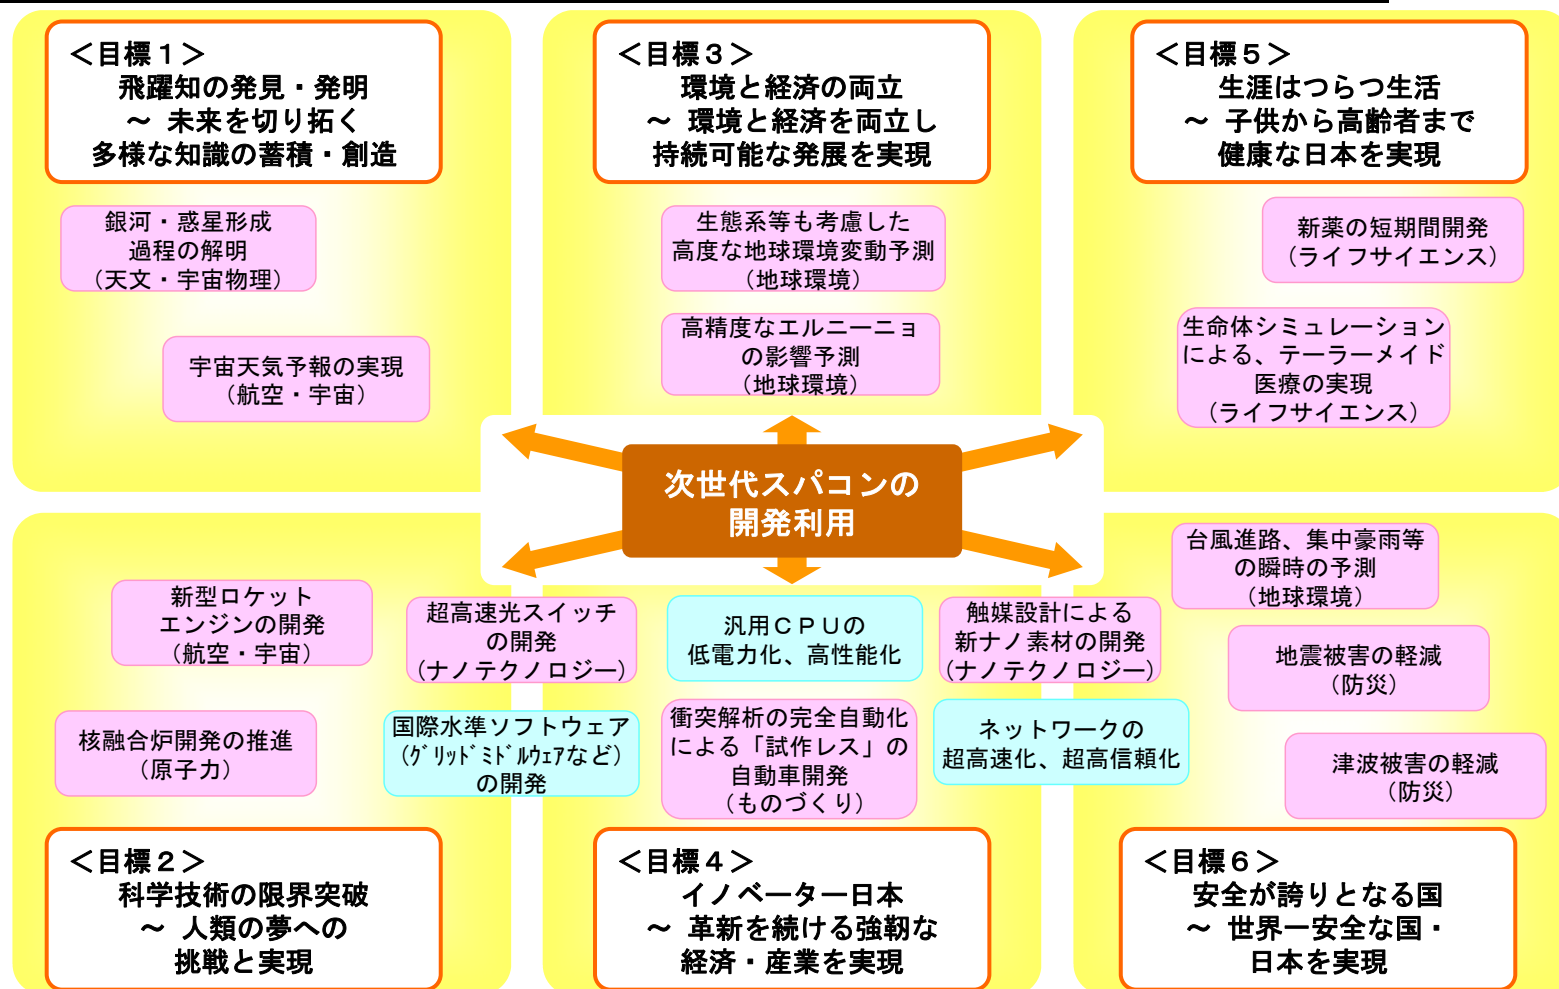 ＜目標１＞
飛躍知の発見・発明
～ 未来を切り拓く
多様な知識の蓄積・創造
銀河・惑星形成
過程の解明
（天文・宇宙物理）
宇宙天気予報の実現
（航空・宇宙）
＜目標３＞
環境と経済の両立
～ 環境と経済を両立し
持続可能な発展を実現
生態系等も考慮した
高度な地球環境変動予測
（地球環境）
高精度なエルニーニョ
の影響予測
（地球環境）
＜目標５＞
生涯はつらつ生活
～ 子供から高齢者まで
健康な日本を実現
新薬の短期間開発
（ライフサイエンス）
生命体シミュレーション
による、テーラーメイド
医療の実現
（ライフサイエンス）
次世代スパコンの
開発利用
新型ロケット
エンジンの開発
（航空・宇宙）
核融合炉開発の推進
（原子力）
超高速光スイッチ
の開発
（ナノテクノロジー）
国際水準ソフトウェア
（ｸﾞﾘｯﾄﾞﾐﾄﾞﾙｳｪｱなど）
の開発
＜目標２＞
科学技術の限界突破
～ 人類の夢への
挑戦と実現
汎用ＣＰＵの
低電力化、高性能化
衝突解析の完全自動化
による「試作レス」の
自動車開発
（ものづくり）
触媒設計による
新ナノ素材の開発
（ナノテクノロジー）
ネットワークの
超高速化、超高信頼化
＜目標４＞
イノベーター日本
～ 革新を続ける強靭な
経済・産業を実現
台風進路、集中豪雨等
の瞬時の予測
（地球環境）
地震被害の軽減
（防災）
津波被害の軽減
（防災）
＜目標６＞
安全が誇りとなる国
～ 世界一安全な国・
日本を実現